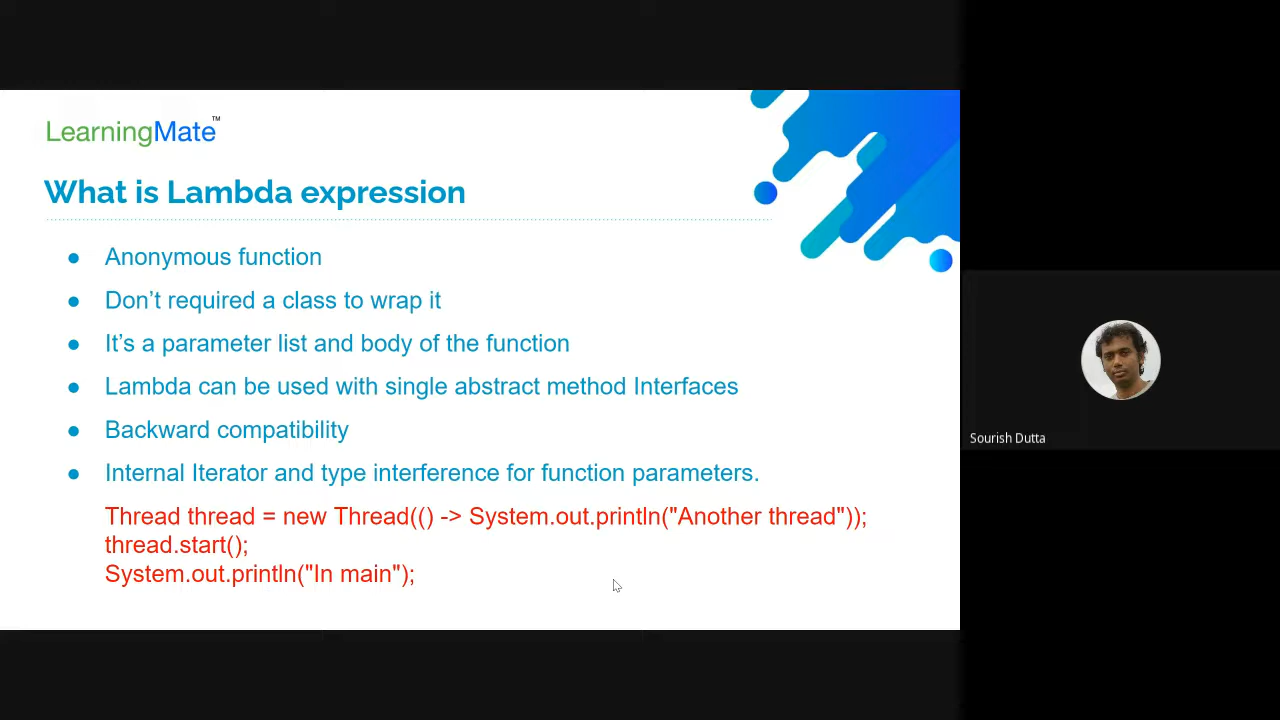 LearningMate™
What is Lambda expression
● Anonymous function
● Don’t required a class to wrap it
● It’s a parameter list and body of the function
● Lambda can be used with single abstract method Interfaces
● Backward compatibility
● Internal Iterator and type interference for function parameters.
Thread thread = new Thread(() -> System.out.println("Another thread"));
thread.start();
System.out.println("In main");
Sourish Dutta